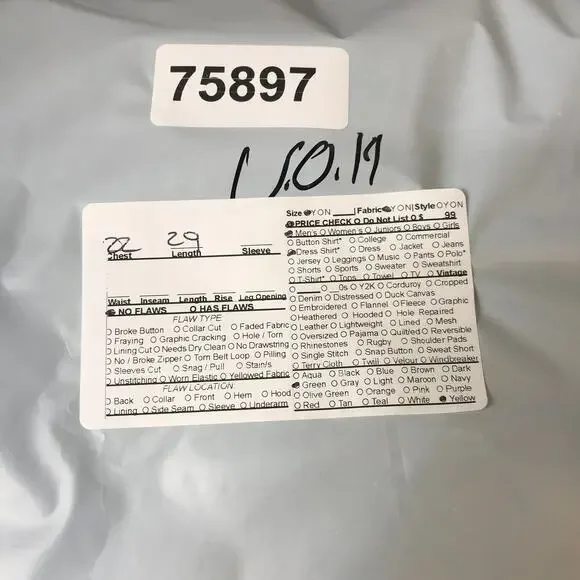 75897
22 29
Chest Length Sleeve
Waist Inseam Length Rise Leg Opening
NO FLAWS O HAS FLAWS
FLAW TYPE
O Broke Button O Collar Cut O Faded Fabric
O Fraying O Graphic Cracking O Hole / Torn
O Lining Cut O Needs Dry Clean O No Drawstring
O No / Broke Zipper O Torn Belt Loop O Pilling
O Sleeves Cut O Snag / Pull O Stain/s
O Unstitching O Worn Elastic O Yellowed Fabric
FLAW LOCATION:
O Back O Collar O Front O Hem O Hood
O Lining O Side Seam O Sleeve O Underarm
Size Y O N ____| Fabric Y O N| Style O Y O N
PRICE CHECK O Do Not List O $ 99
Men's O Women's O Juniors O Boys O Girls
O Button Shirt* O College O Commercial
Dress Shirt* O Dress O Jacket O Jeans
O Jersey O Leggings O Music O Pants O Polo*
O Shorts O Sports O Sweater O Sweatshirt
O T-Shirt* O Tops O Towel O TV O Vintage
O ____ 0s O Y2K O Corduroy O Cropped
O Denim O Distressed O Duck Canvas
O Embroidered O Flannel O Fleece O Graphic
O Heathered O Hooded O Hole Repaired
O Leather O Lightweight O Lined O Mesh
O Oversized O Pajama O Quilted O Reversible
O Rhinestones O Rugby O Shoulder Pads
O Single Stitch O Snap Button O Sweat Short
O Terry Cloth O Twill O Velour O Windbreaker
O Aqua O Black O Blue O Brown O Dark
Green O Gray O Light O Maroon O Navy
O Olive Green O Orange O Pink O Purple
O Red O Tan O Teal O White Yellow